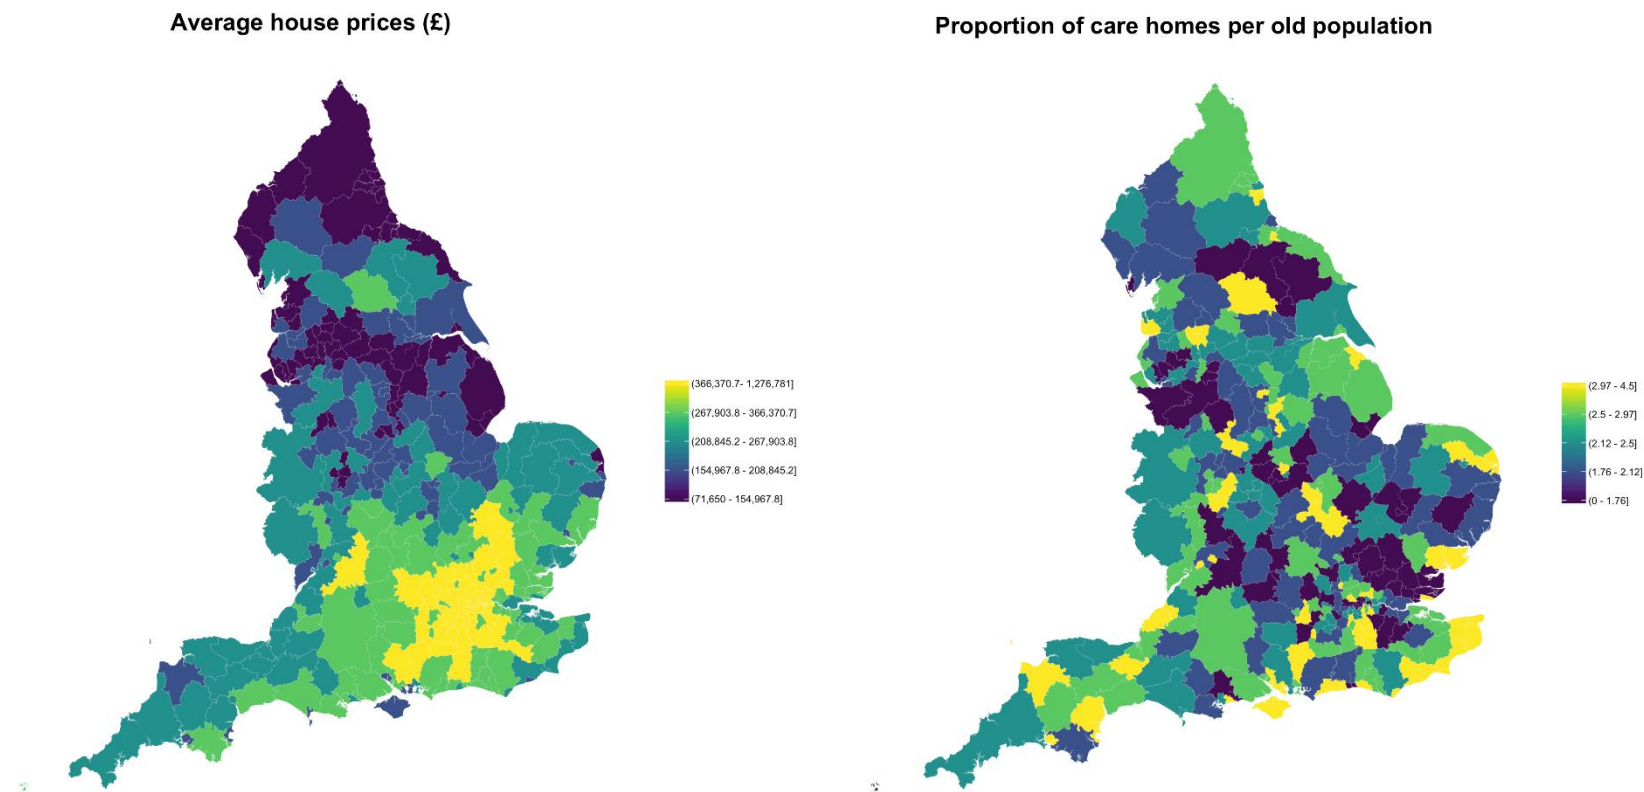 Average house prices (£)
Proportion of care homes per old population
(366,370.7- 1,276,781]
(267,903.8 - 366,370.7]
(208,845.2 - 267,903.8]
(154,967.8 - 208,845.2]
(71,650 - 154,967.8]
(2.97 - 4.5]
(2.5 - 2.97]
(2.12 - 2.5]
(1.76 - 2.12]
(0 - 1.76]